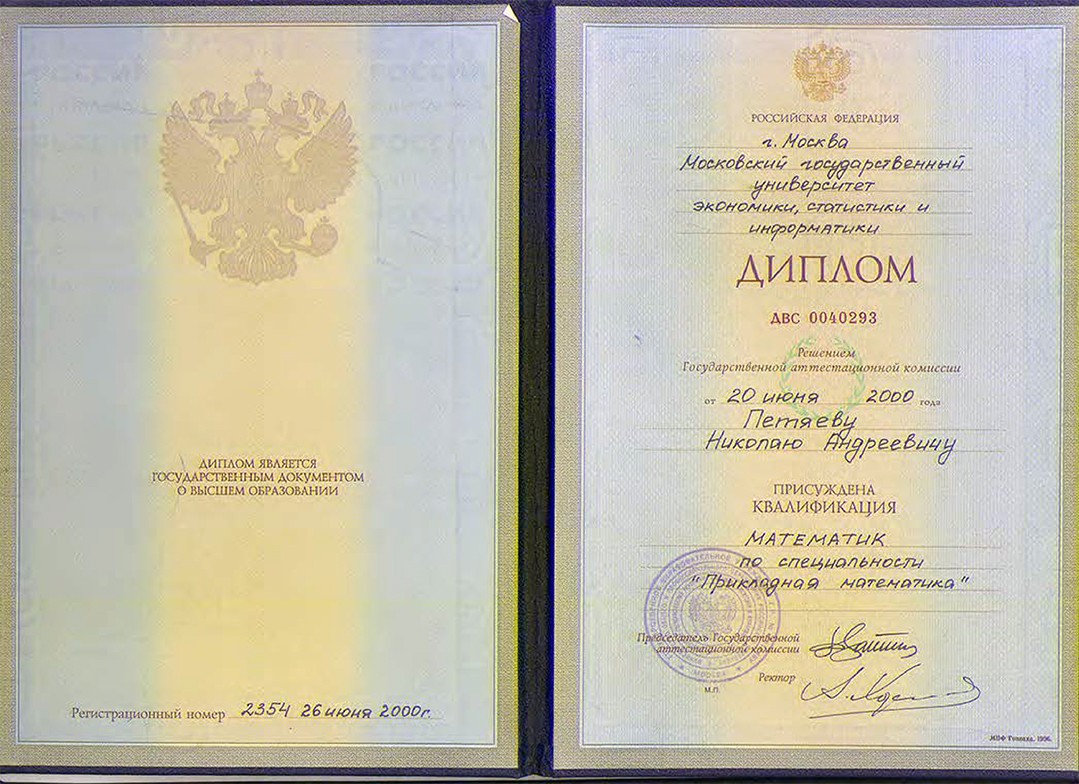 ДИПЛОМ ЯВЛЯЕТСЯ
ГОСУДАРСТВЕННЫМ ДОКУМЕНТОМ
О ВЫСШЕМ ОБРАЗОВАНИИ
Регистрационный номер 2354 26 июня 2000г.
РОССИЙСКАЯ ФЕДЕРАЦИЯ
г. Москва
Московский государственный
университет
экономики, статистики и
информатики
ДИПЛОМ
ДВС 0040293
Решением
Государственной аттестационной комиссии
от 20 июня 2000 года
Петяеву
Николаю Андреевичу
ПРИСУЖДЕНА
КВАЛИФИКАЦИЯ
МАТЕМАТИК
по специальности
"Прикладная математика"
Председатель Государственной
аттестационной комиссии
Ректор
М.П.
МОСКВА
1996.